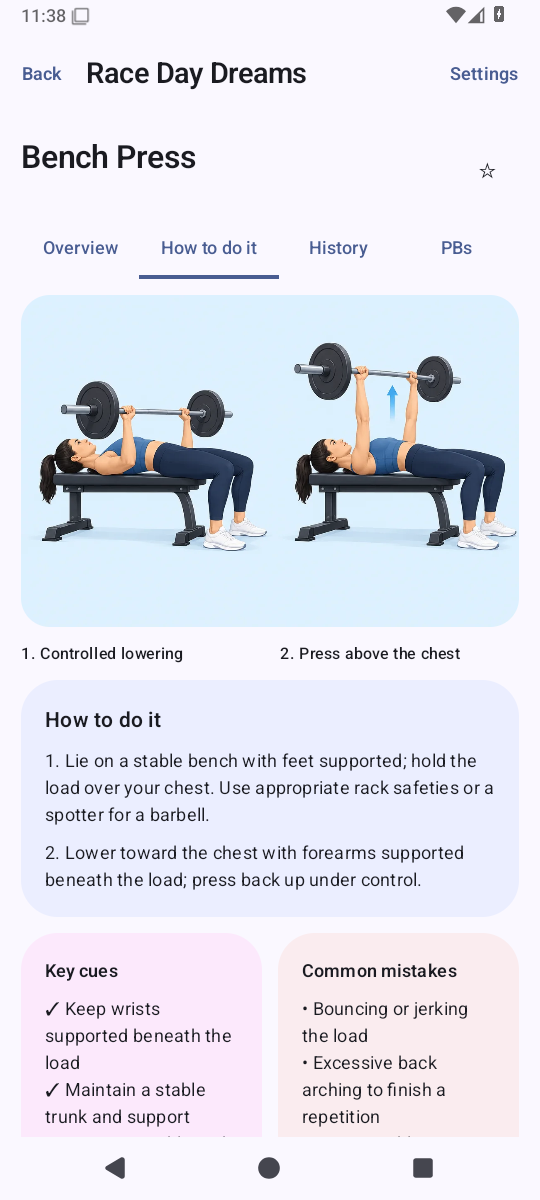 11:38
Back Race Day Dreams Settings
Bench Press
☆
Overview How to do it History PBs
1. Controlled lowering 2. Press above the chest
How to do it
1. Lie on a stable bench with feet supported; hold the
load over your chest. Use appropriate rack safeties or a
spotter for a barbell.
2. Lower toward the chest with forearms supported
beneath the load; press back up under control.
Key cues
✓ Keep wrists
supported beneath the
load
✓ Maintain a stable
trunk and support
Common mistakes
• Bouncing or jerking
the load
• Excessive back
arching to finish a
repetition